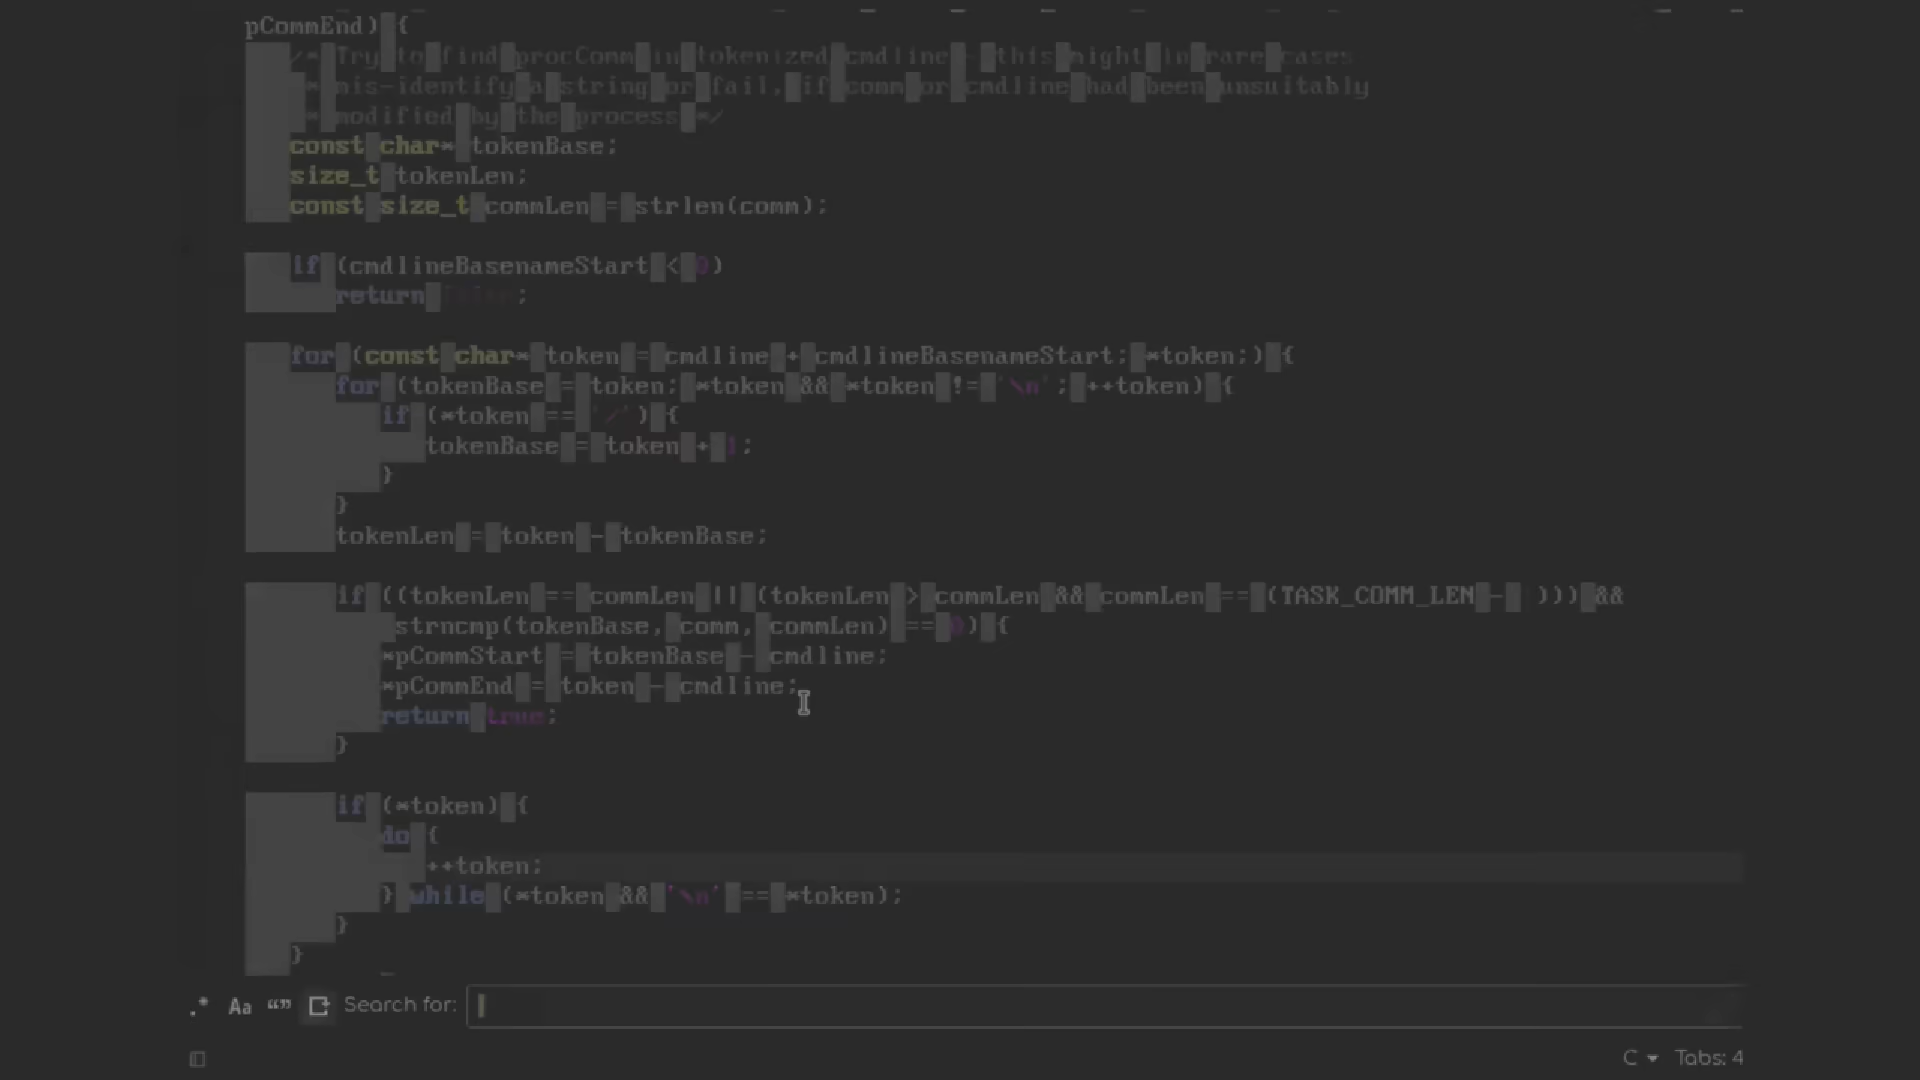 pCommEnd) {
/* Try to find procComm in tokenized cmdline - this might in rare cases
* mis-identify a string or fail, if comm or cmdline had been unsuitably
* modified by the process */
const char* tokenBase;
size_t tokenLen;
const size_t commLen = strlen(comm);
if (cmdlineBasenameStart < 0)
return false;
for (const char* token = cmdline + cmdlineBasenameStart; *token;) {
for (tokenBase = token; *token && *token != '\n'; ++token) {
if (*token == '/') {
tokenBase = token + 1;
}
}
tokenLen = token - tokenBase;
if ((tokenLen == commLen || (tokenLen > commLen && commLen == (TASK_COMM_LEN - ))) &&
strncmp(tokenBase, comm, commLen) == 0) {
*pCommStart = tokenBase - cmdline;
*pCommEnd = token - cmdline;
return true;
}
if (*token) {
do {
++token;
} while (*token && '\n' == *token);
}
}
.* Aa “” Search for:
C Tabs: 4